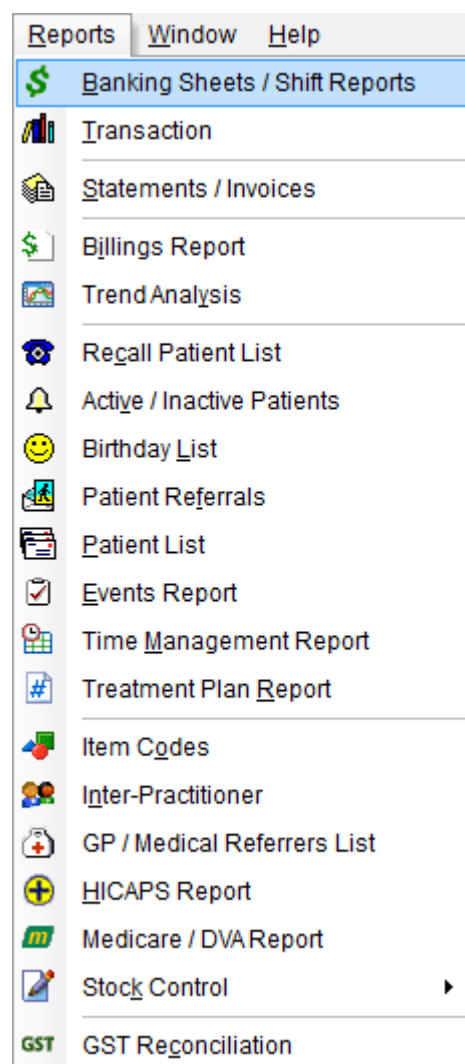 Reports Window Help
Banking Sheets / Shift Reports
Transaction
Statements / Invoices
Billings Report
Trend Analysis
Recall Patient List
Active / Inactive Patients
Birthday List
Patient Referrals
Patient List
Events Report
Time Management Report
Treatment Plan Report
Item Codes
Inter-Practitioner
GP / Medical Referrers List
HICAPS Report
Medicare / DVA Report
Stock Control
GST GST Reconciliation